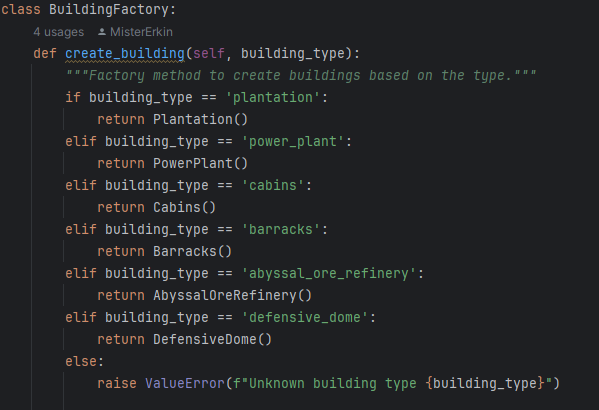 class BuildingFactory:
4 usages MisterErkin
def create_building(self, building_type):
"""Factory method to create buildings based on the type."""
if building_type == 'plantation':
return Plantation()
elif building_type == 'power_plant':
return PowerPlant()
elif building_type == 'cabins':
return Cabins()
elif building_type == 'barracks':
return Barracks()
elif building_type == 'abyssal_ore_refinery':
return AbyssalOreRefinery()
elif building_type == 'defensive_dome':
return DefensiveDome()
else:
raise ValueError(f"Unknown building type {building_type}")